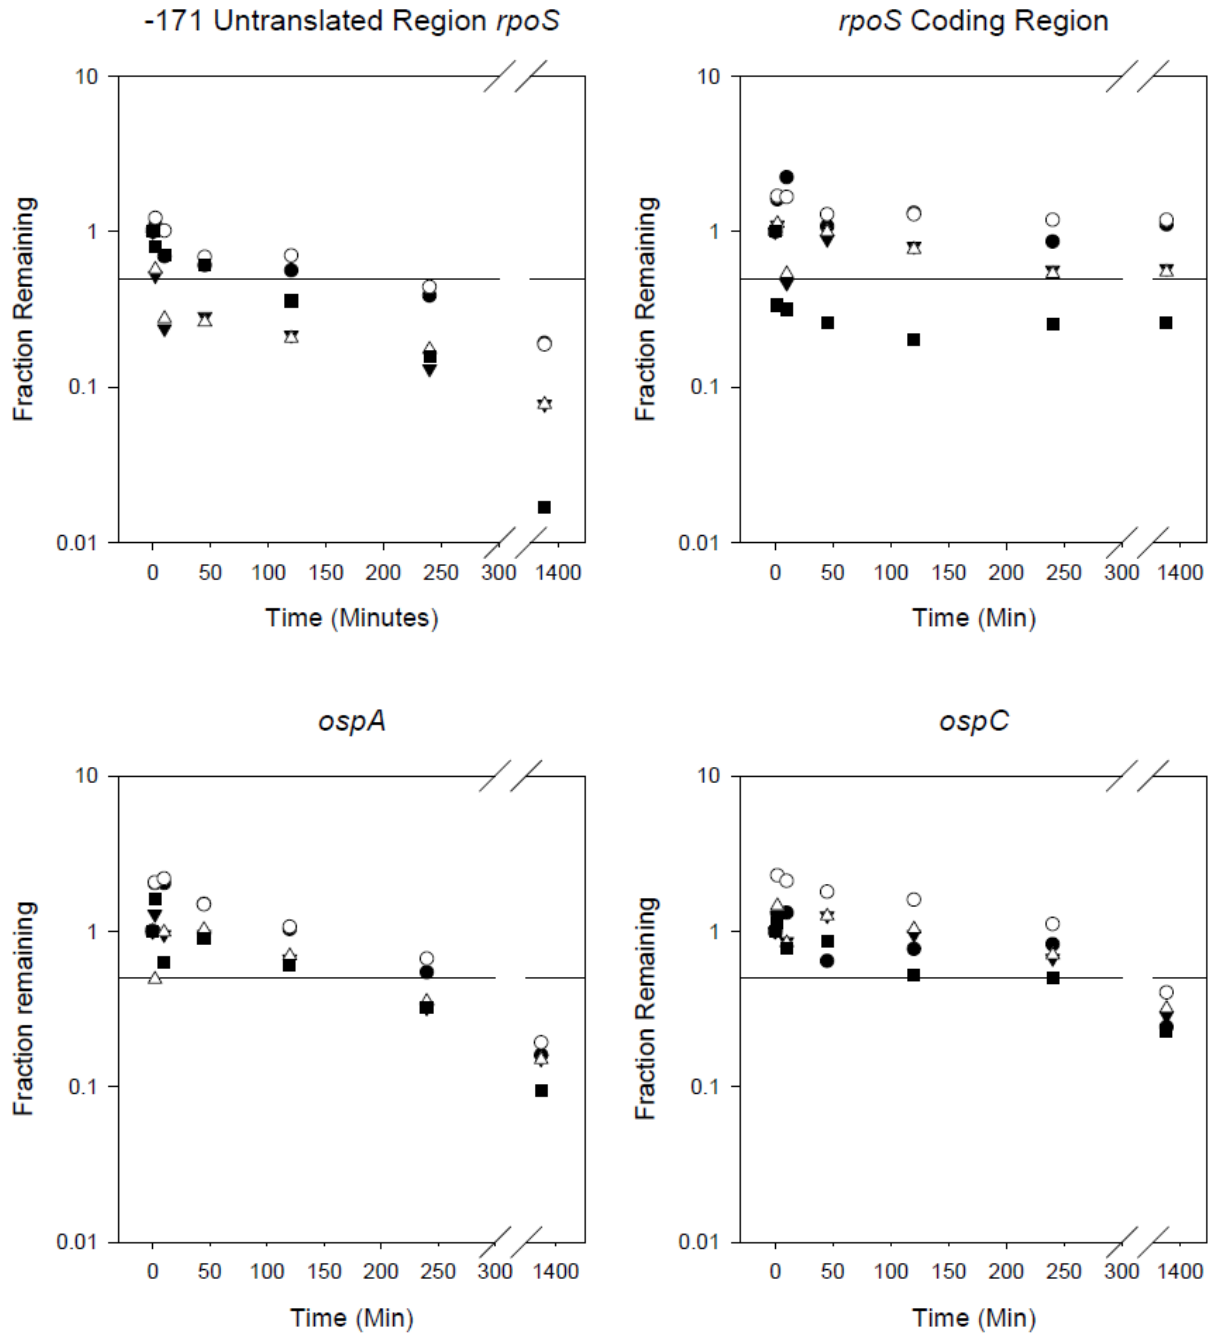 -171 Untranslated Region rpoS
10
1
0.1
0.01
Fraction Remaining
0 50 100 150 200 250 300 1400
Time (Minutes)
rpoS Coding Region
10
1
0.1
0.01
Fraction Remaining
0 50 100 150 200 250 300 1400
Time (Min)
ospA
10
1
0.1
0.01
Fraction remaining
0 50 100 150 200 250 300 1400
Time (Min)
ospC
10
1
0.1
0.01
Fraction Remaining
0 50 100 150 200 250 300 1400
Time (Min)